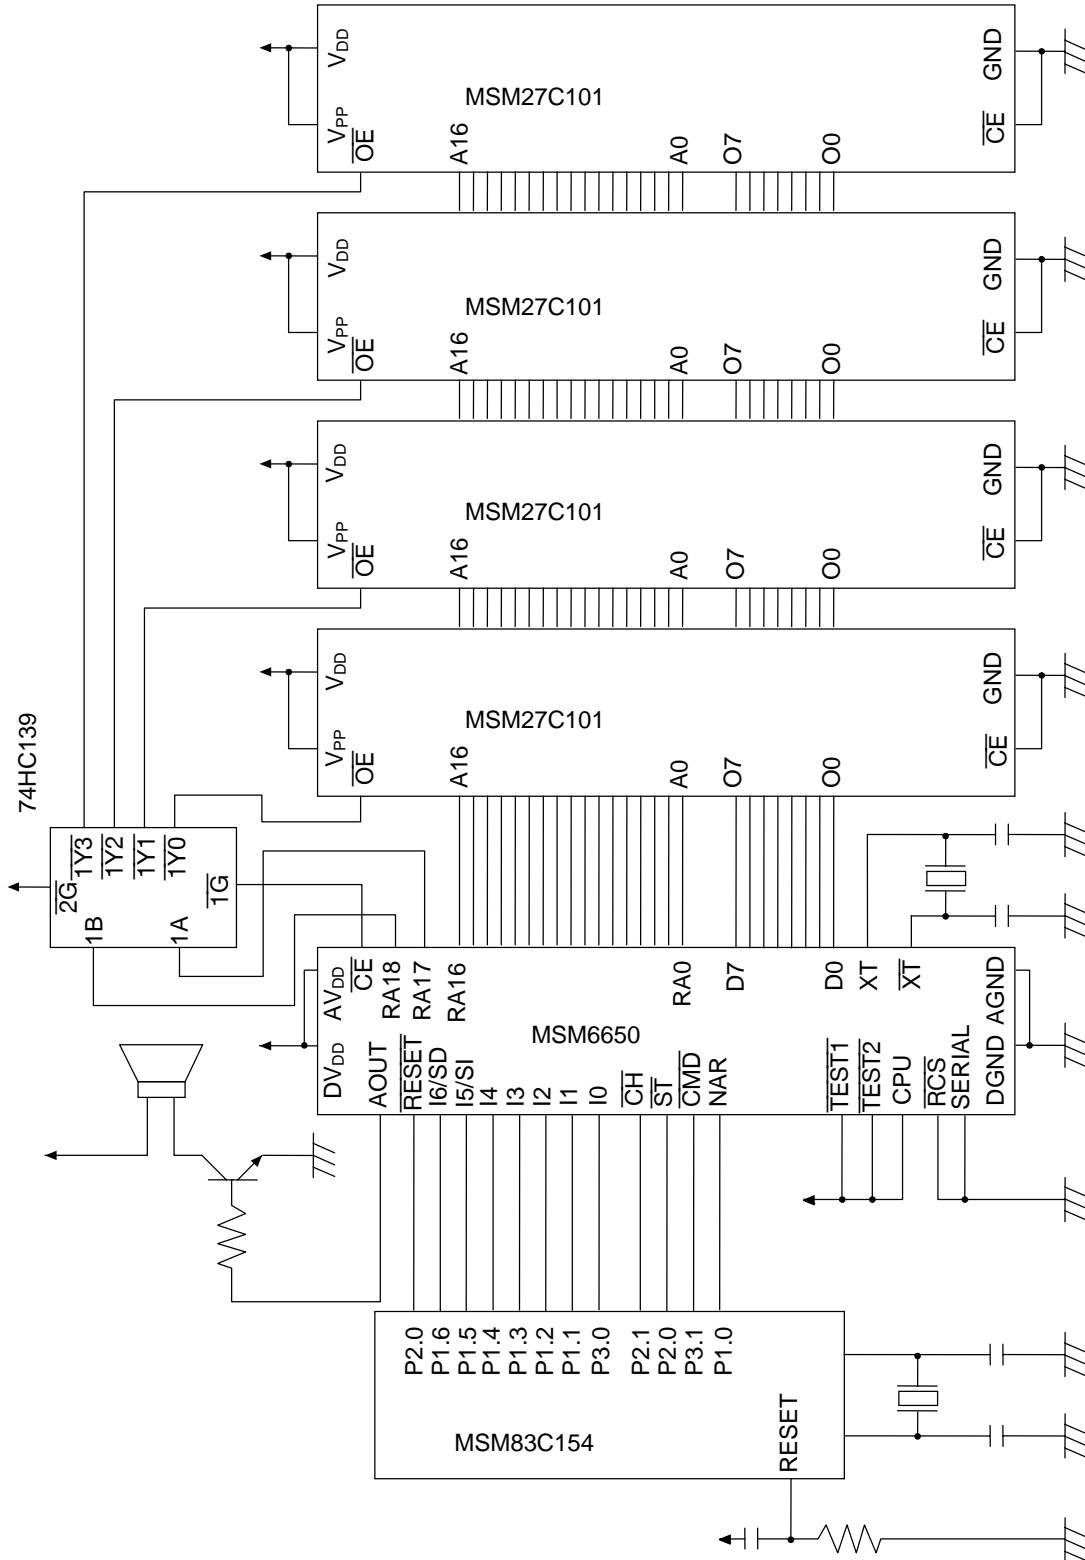 74HC139
2G
1Y3
1Y2
1Y1
1Y0
1B
1A
1G
MSM27C101
VDD
VPP
OE
A16
A0
O7
O0
CE
GND
MSM27C101
VDD
VPP
OE
A16
A0
O7
O0
CE
GND
MSM27C101
VDD
VPP
OE
A16
A0
O7
O0
CE
GND
MSM27C101
VDD
VPP
OE
A16
A0
O7
O0
CE
GND
MSM6650
DVDD
AVDD
CE
RA18
RA17
RA16
RA0
D7
D0
XT
XT
AOUT
RESET
I6/SD
I5/SI
I4
I3
I2
I1
I0
CH
ST
CMD
NAR
TEST1
TEST2
CPU
RCS
SERIAL
DGND
AGND
MSM83C154
P2.0
P1.6
P1.5
P1.4
P1.3
P1.2
P1.1
P3.0
P2.1
P2.0
P3.1
P1.0
RESET